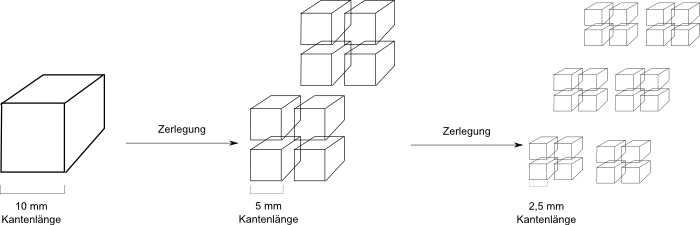 Zerlegung
Zerlegung
10 mm
Kantenlänge
5 mm
Kantenlänge
2,5 mm
Kantenlänge